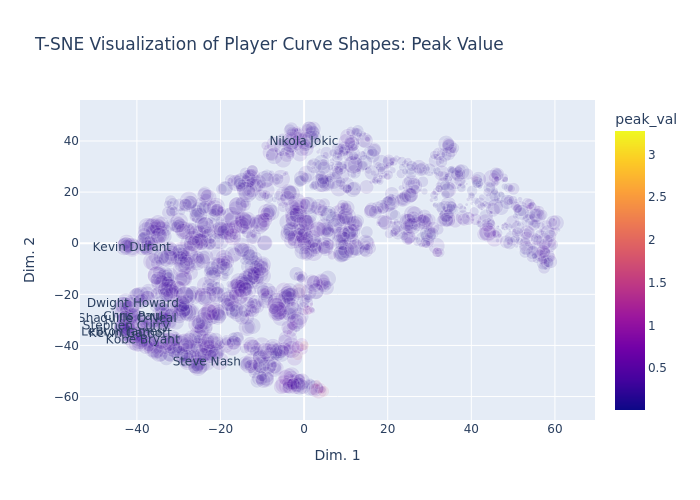 T-SNE Visualization of Player Curve Shapes: Peak Value
peak_val
40
20
0
−20
−40
−60
Dim. 2
Nikola Jokic
Kevin Durant
Dwight Howard
Chris Paul
Shaquille O'Neal
Stephen Curry
Kobe Bryant
Steve Nash
−40
−20
0
20
40
60
Dim. 1
3
2.5
2
1.5
1
0.5